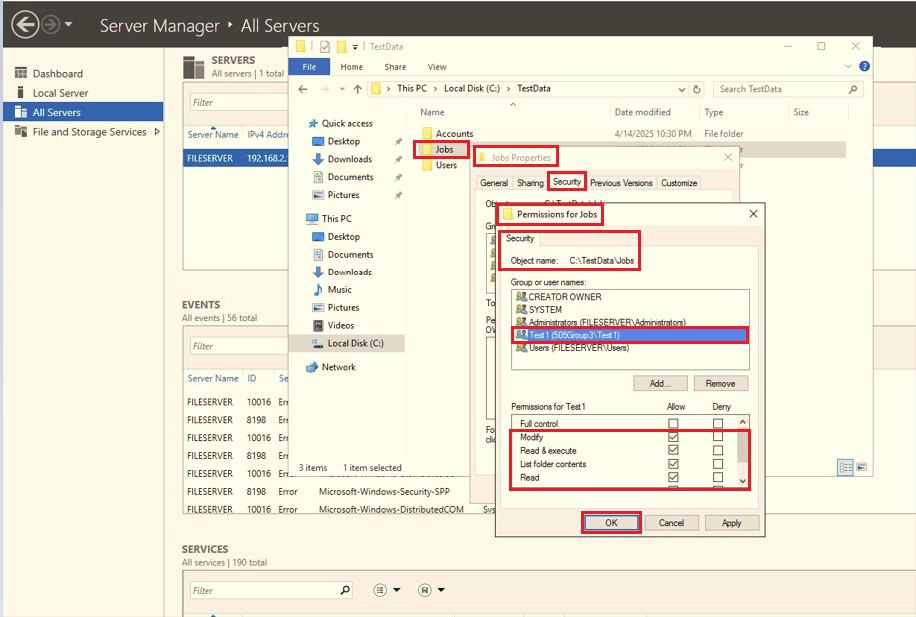 Server Manager • All Servers
Dashboard
Local Server
All Servers
File and Storage Services
SERVERS
All servers | 1 total
Filter
Server Name IPv4 Addre
FILESERVER 192.168.2.
EVENTS
All events | 56 total
Filter
Server Name ID Se
FILESERVER 10016 Err
FILESERVER 8198 Err
FILESERVER 10016 Err
FILESERVER 8198 Err
FILESERVER 10016 Err
FILESERVER 8198 Error Microsoft-Windows-Security-SPP
FILESERVER 10016 Error Microsoft-Windows-DistributedCOM Sys
SERVICES
All services | 190 total
Filter
TestData
File Home Share View
This PC > Local Disk (C:) > TestData
Search TestData
Quick access
Desktop
Downloads
Documents
Pictures
This PC
Desktop
Documents
Downloads
Music
Pictures
Videos
Local Disk (C:)
Network
Name Date modified Type Size
Accounts 4/14/2025 10:30 PM File folder
Jobs
Users
3 items 1 item selected
Jobs Properties
General Sharing Security Previous Versions Customize
Permissions for Jobs
Security
Object name: C:\TestData\Jobs
Group or user names:
CREATOR OWNER
SYSTEM
Administrators (FILESERVER\Administrators)
Test1 (505Group3\Test1)
Users (FILESERVER\Users)
Add... Remove
Permissions for Test1 Allow Deny
Full control
Modify
Read & execute
List folder contents
Read
OK Cancel Apply